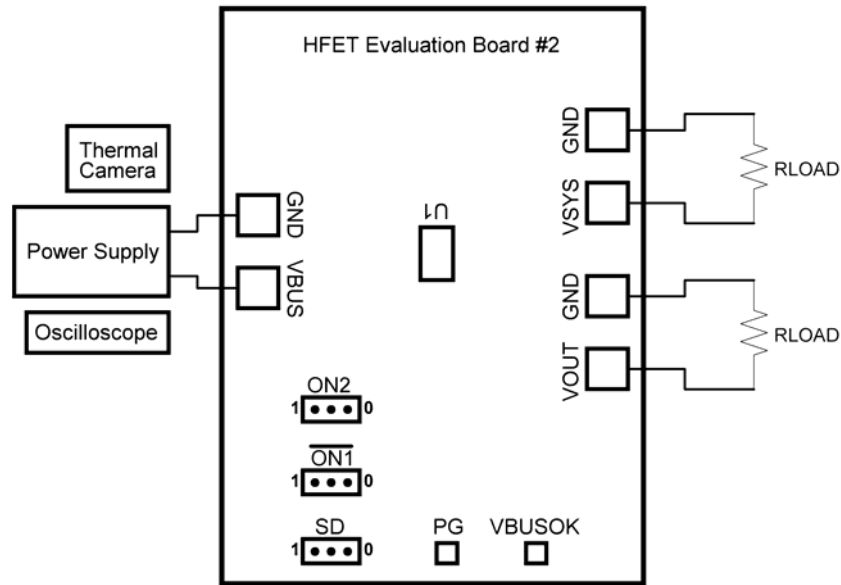 HFET Evaluation Board #2
Thermal
Camera
Power Supply
Oscilloscope
GND
VBUS
U1
GND
VSYS
RLOAD
GND
VOUT
RLOAD
ON2
1 0
ON1
1 0
SD
1 0
PG VBUSOK